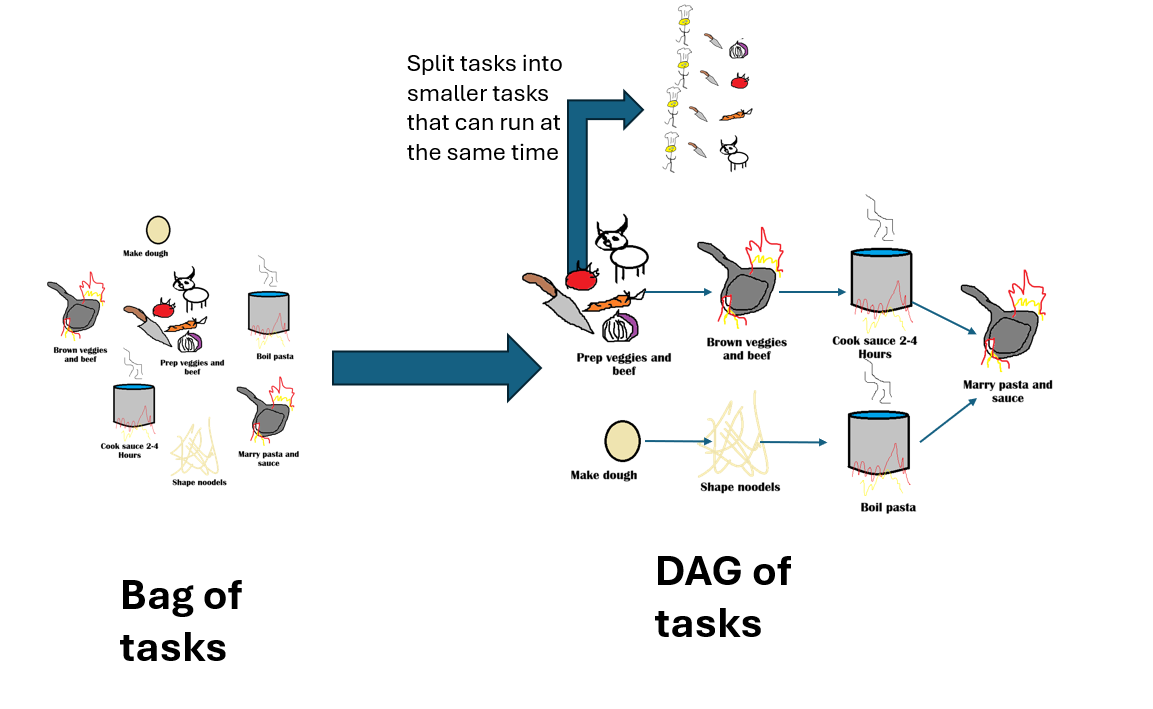 Split tasks into
smaller tasks
that can run at
the same time
Make dough
Brown veggies
and beef
Prep veggies and
beef
Boil pasta
Cook sauce 2-4
Hours
Shape noodels
Marry pasta and
sauce
Prep veggies and
beef
Brown veggies
and beef
Cook sauce 2-4
Hours
Marry pasta and
sauce
Make dough
Shape noodels
Boil pasta
Bag of
tasks
DAG of
tasks